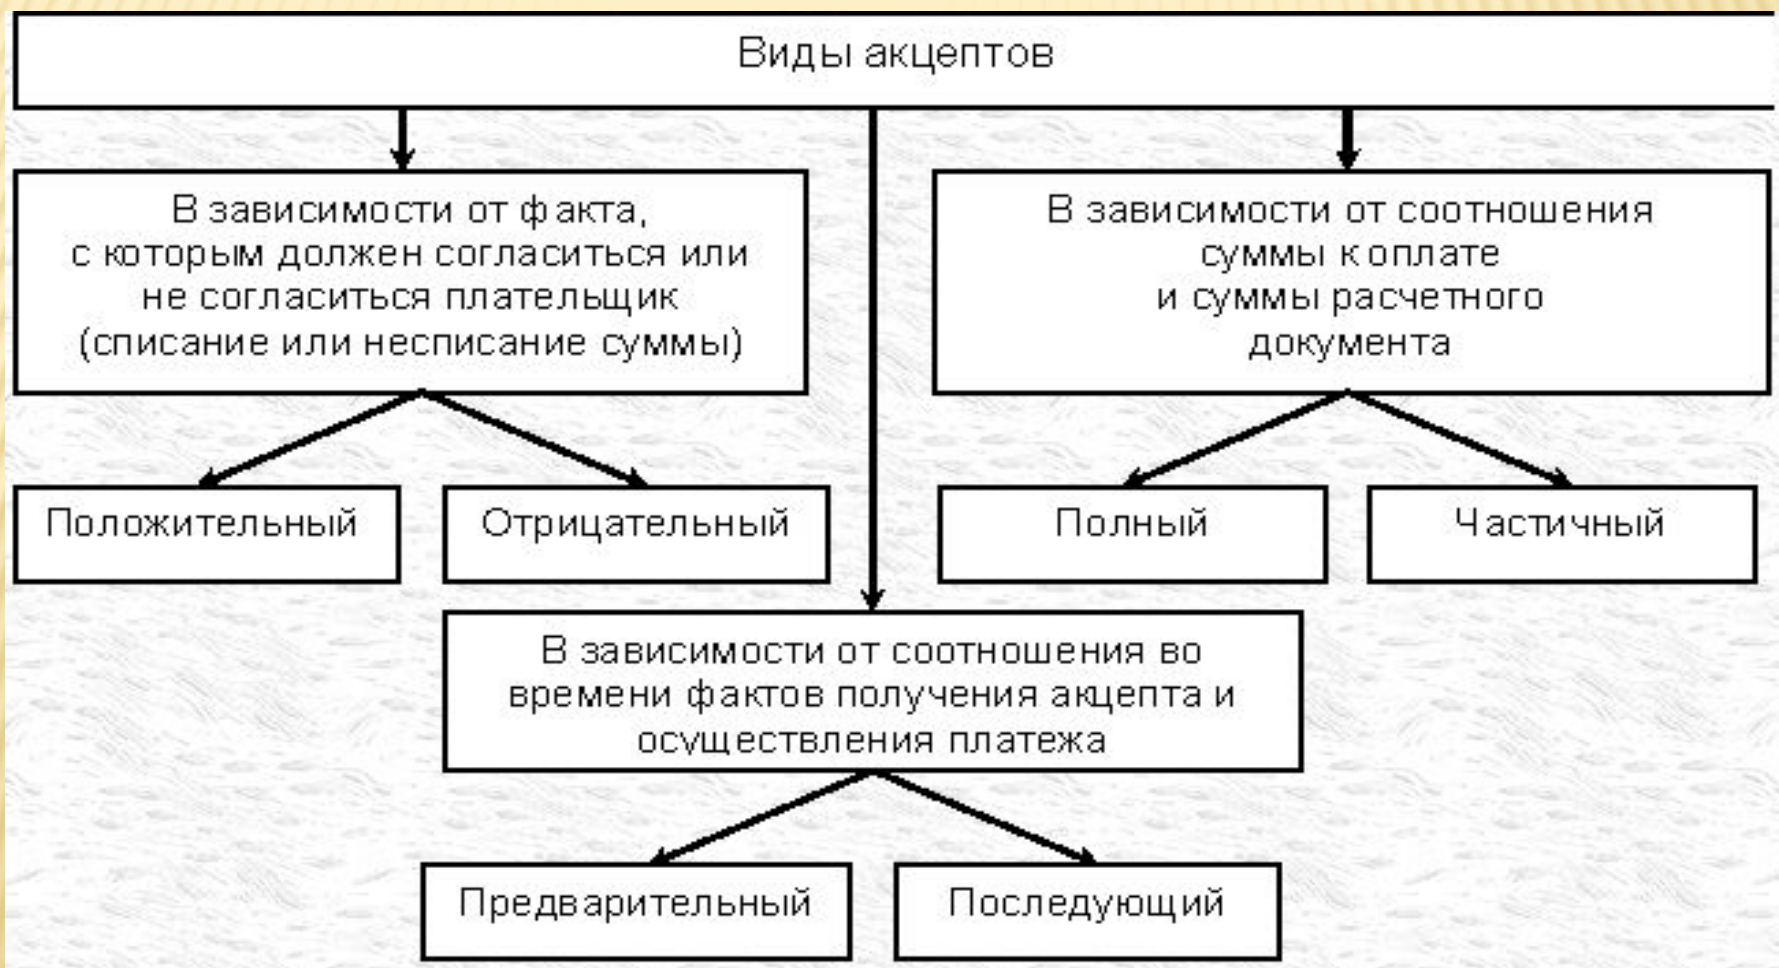 Виды акцептов
В зависимости от факта,
с которым должен согласиться или
не согласиться плательщик
(списание или несписание суммы)
В зависимости от соотношения
суммы к оплате
и суммы расчетного
документа
Положительный
Отрицательный
Полный
Частичный
В зависимости от соотношения во
времени фактов получения акцепта и
осуществления платежа
Предварительный
Последующий